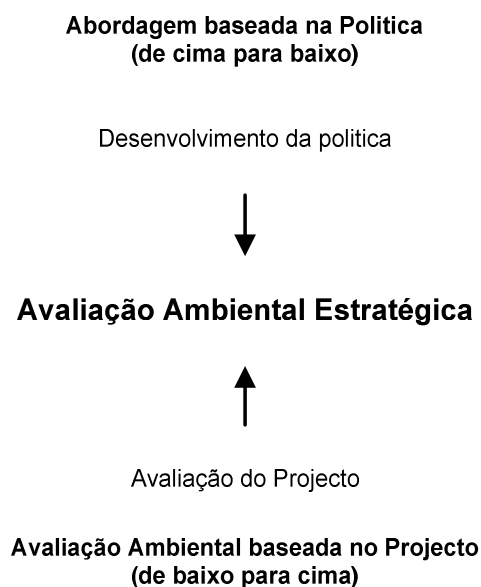 Abordagem baseada na Politica
(de cima para baixo)
Desenvolvimento da politica
Avaliação Ambiental Estratégica
Avaliação do Projecto
Avaliação Ambiental baseada no Projecto
(de baixo para cima)